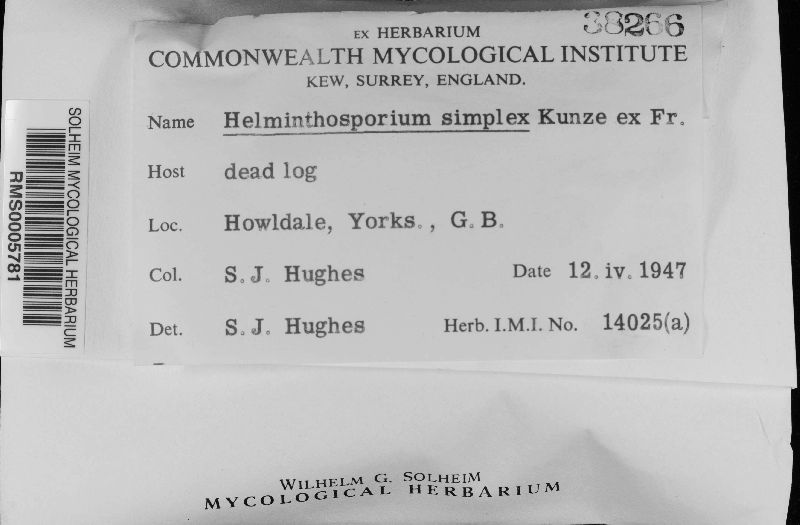 38266
EX HERBARIUM
COMMONWEALTH MYCOLOGICAL INSTITUTE
KEW, SURREY, ENGLAND.
Name Helminthosporium simplex Kunze ex Fr.
Host dead log
Loc. Howldale, Yorks., G.B.
Col. S.J. Hughes Date 12.iv.1947
Det. S.J. Hughes Herb. I.M.I. No. 14025(a)
SOLHEIM MYCOLOGICAL HERBARIUM
RMS0005781
WILHELM G. SOLHEIM
MYCOLOGICAL HERBARIUM